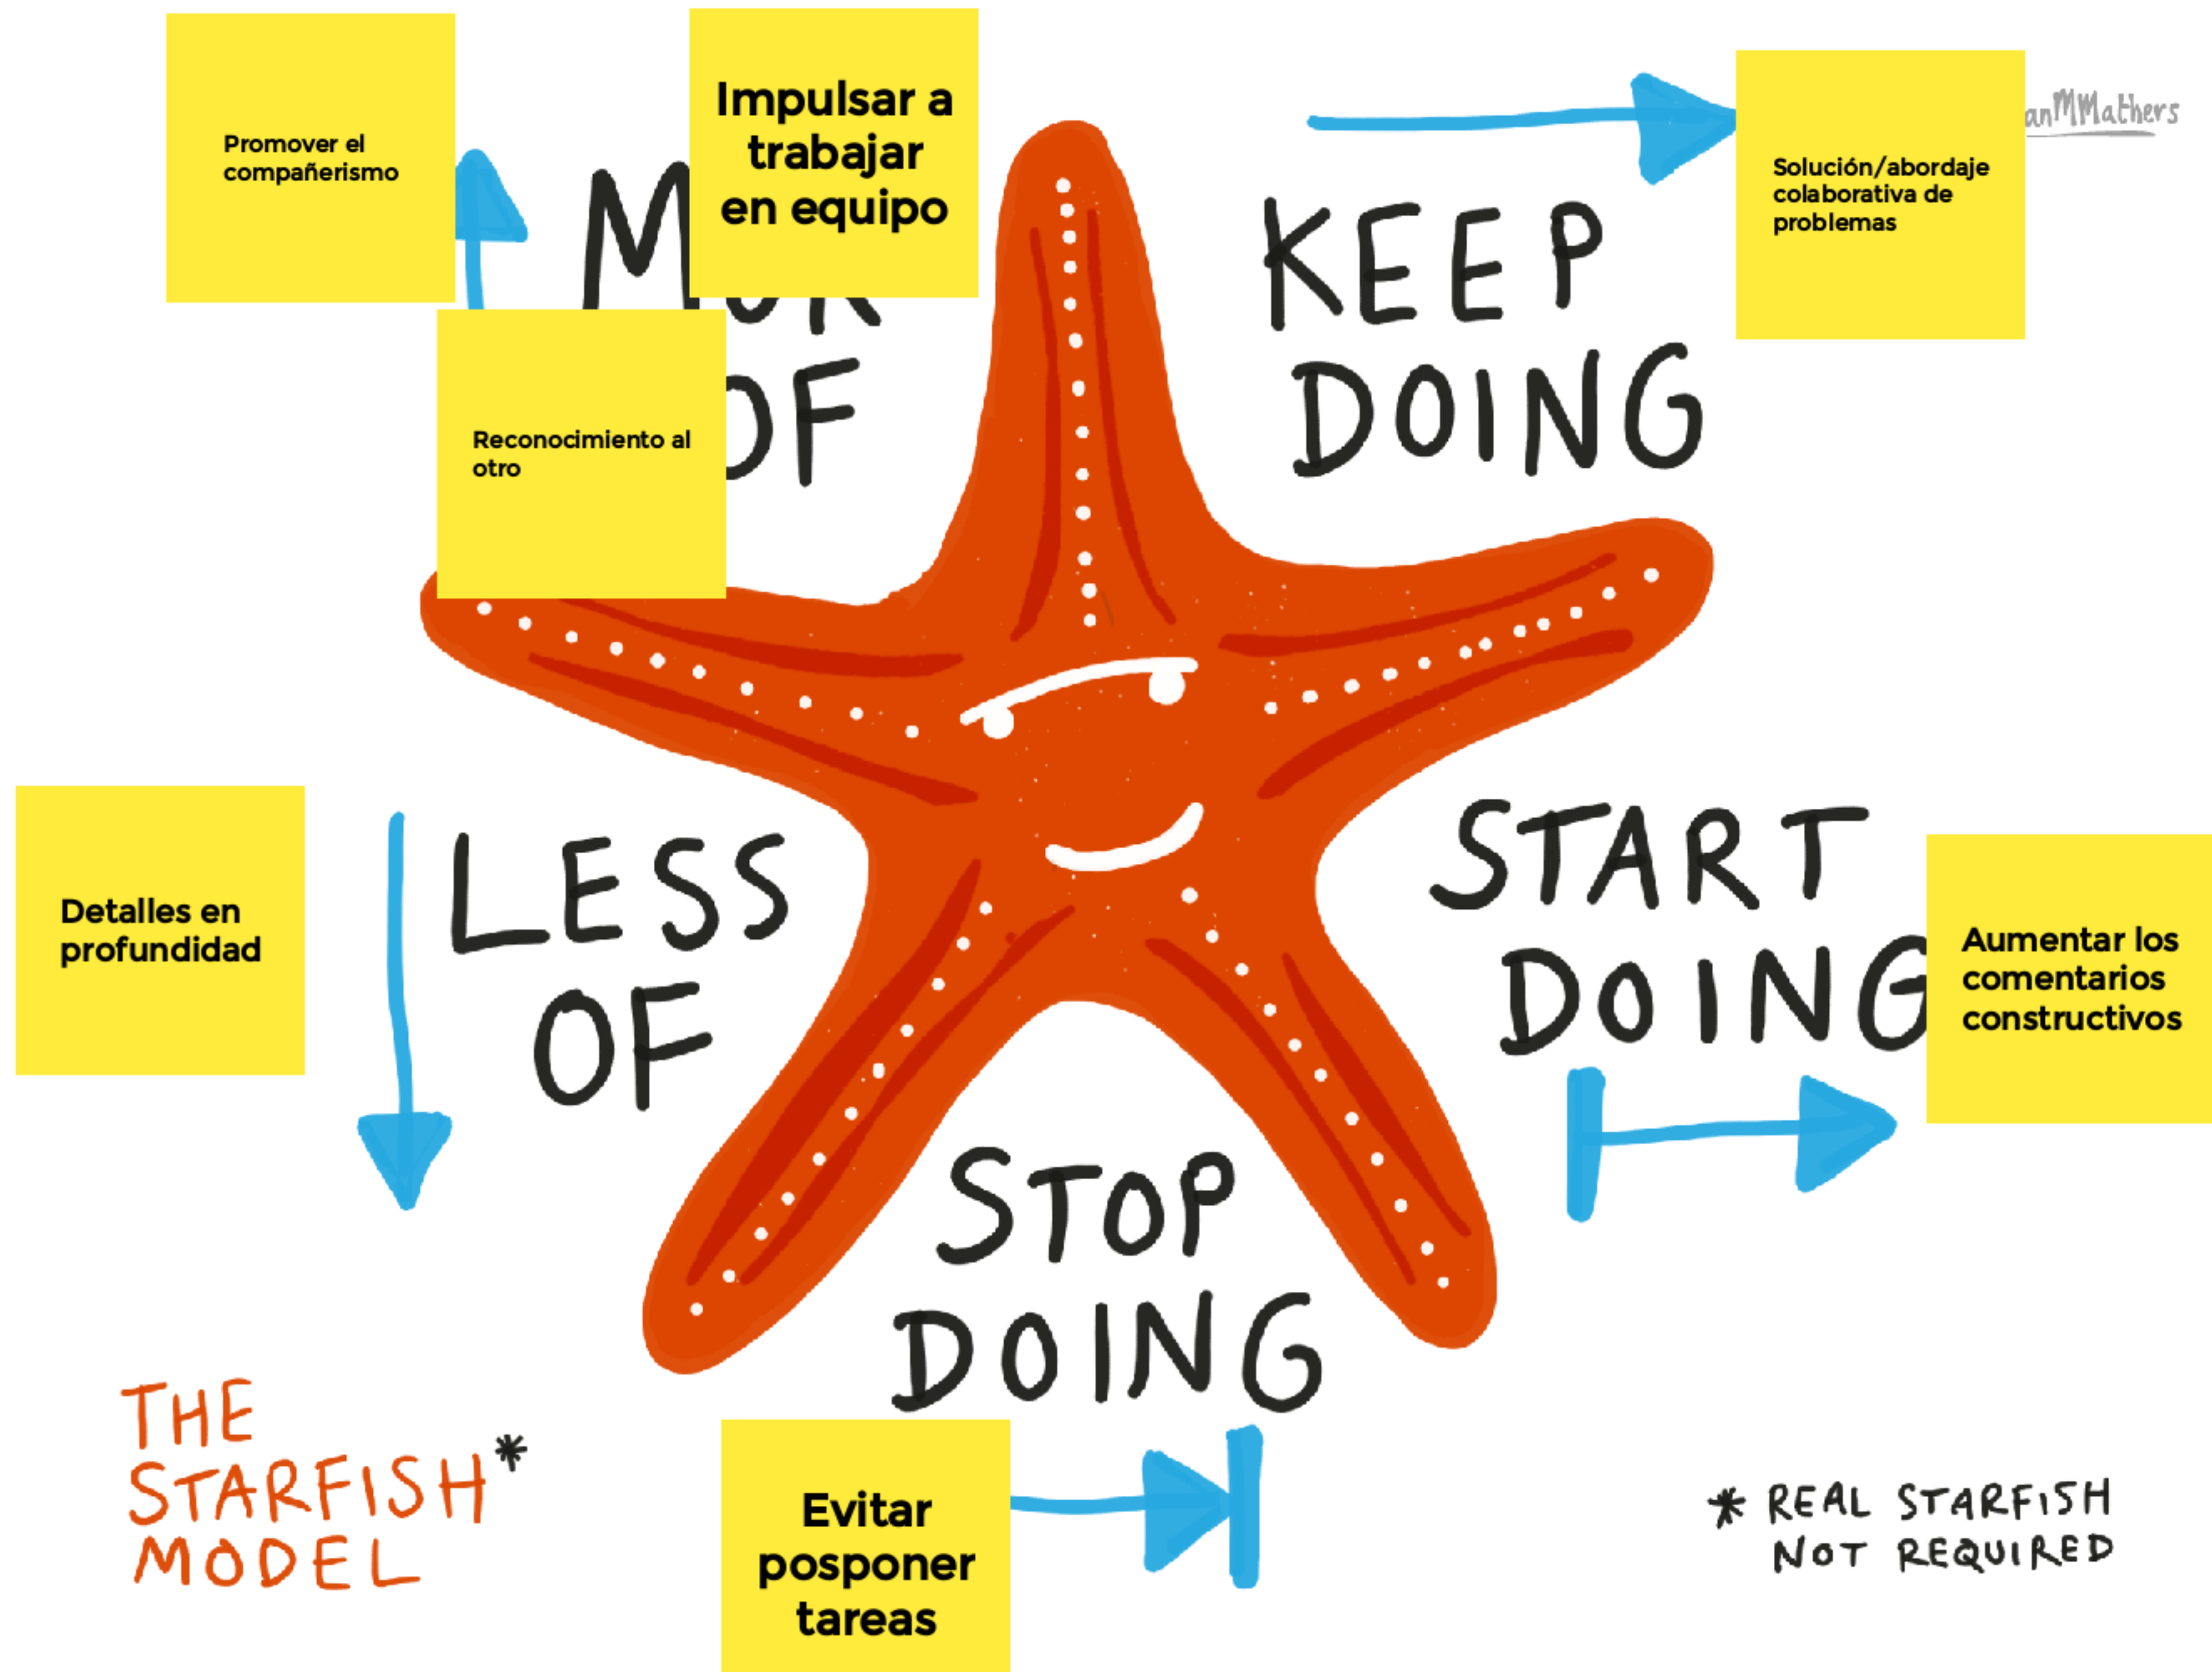 Promover el
compañerismo
Impulsar a
trabajar
en equipo
Reconocimiento al
otro
OF
KEEP
DOING
Solución/abordaje
colaborativa de
problemas
Detalles en
profundidad
LESS
OF
START
DOING
Aumentar los
comentarios
constructivos
STOP
DOING
Evitar
posponer
tareas
THE
STARFISH*
MODEL
* REAL STARFISH
NOT REQUIRED